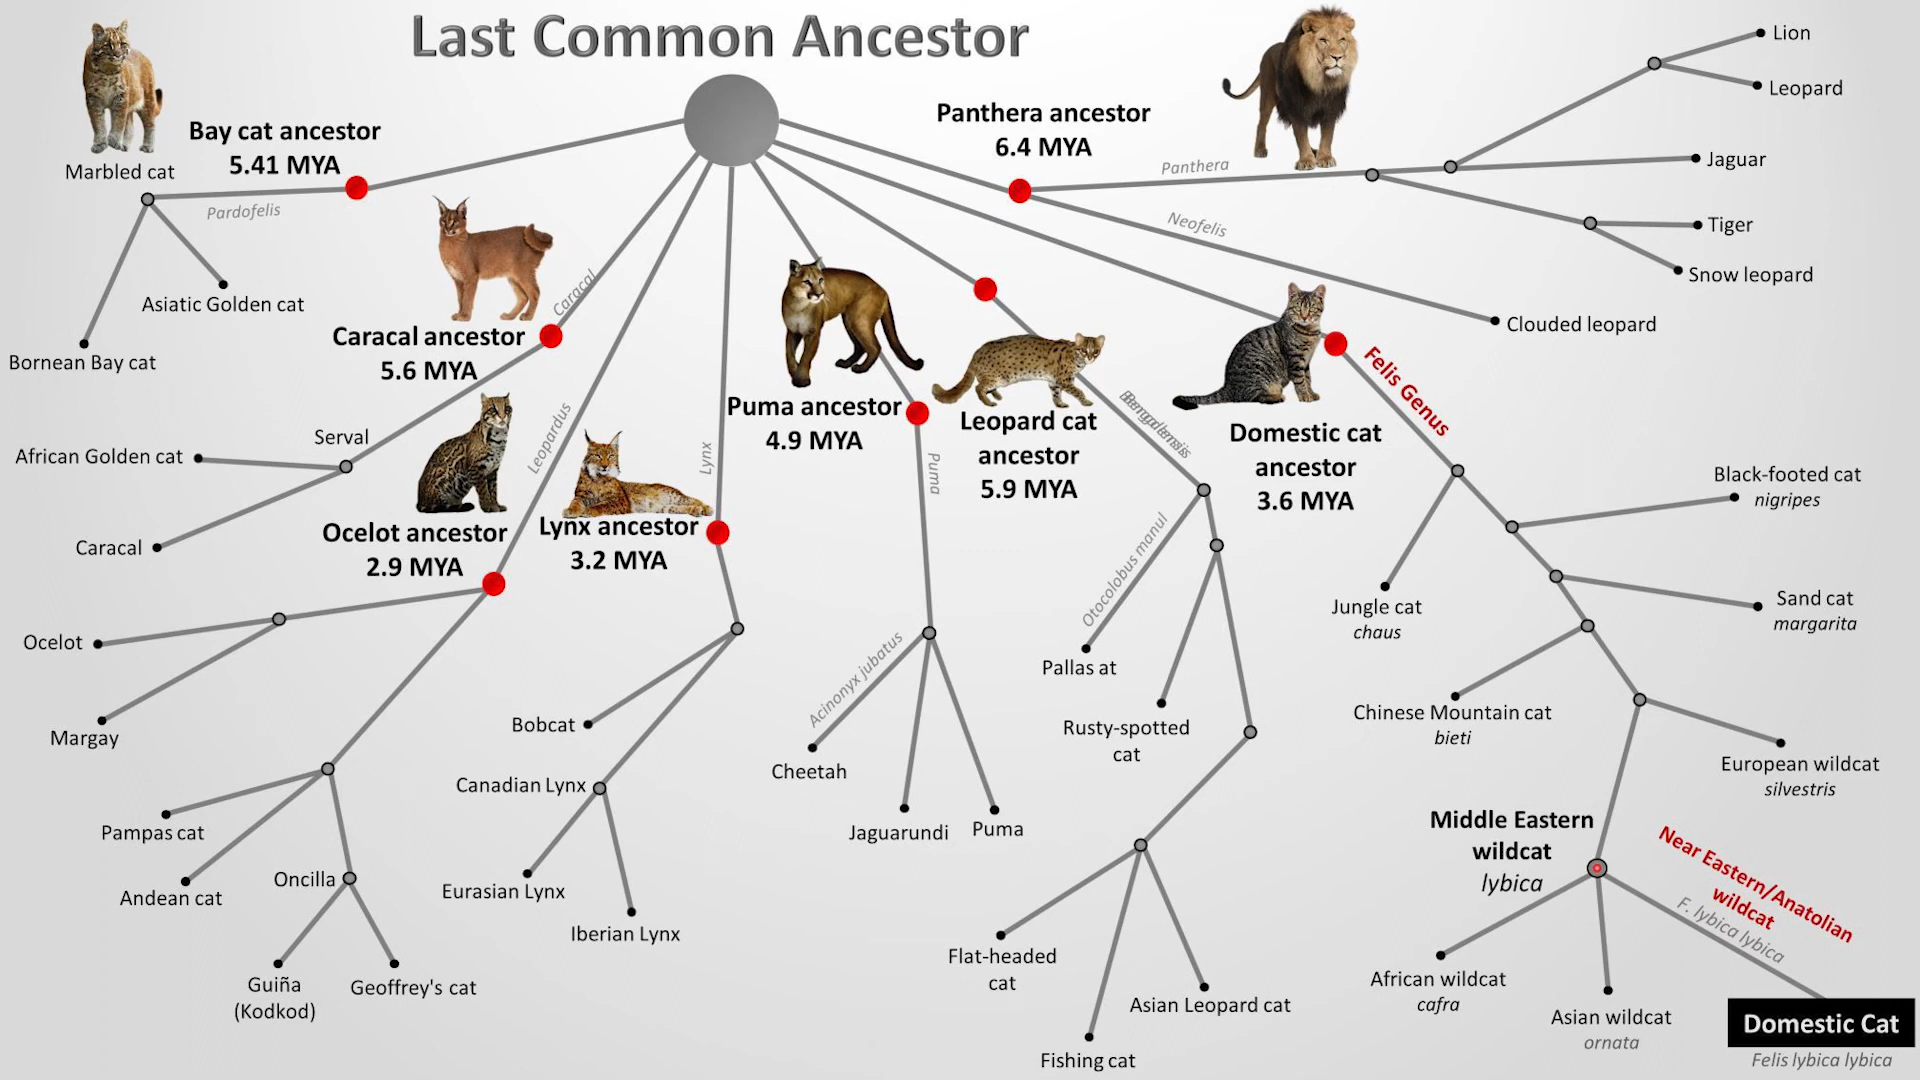 Last Common Ancestor
Marbled cat
Bay cat ancestor
5.41 MYA
Pardofelis
Asiatic Golden cat
Bornean Bay cat
Caracal
Caracal ancestor
5.6 MYA
Serval
African Golden cat
Caracal
Leopardus
Ocelot ancestor
2.9 MYA
Ocelot
Margay
Pampas cat
Andean cat
Oncilla
Guiña
(Kodkod)
Geoffrey's cat
Lynx
Lynx ancestor
3.2 MYA
Bobcat
Canadian Lynx
Eurasian Lynx
Iberian Lynx
Puma ancestor
4.9 MYA
Puma
Acinonyx jubatus
Cheetah
Jaguarundi
Puma
Leopard cat
ancestor
5.9 MYA
Otocolobus manul
Pallas at
Rusty-spotted
cat
Flat-headed
cat
Fishing cat
Asian Leopard cat
Panthera ancestor
6.4 MYA
Panthera
Neofelis
Lion
Leopard
Jaguar
Tiger
Snow leopard
Clouded leopard
Domestic cat
ancestor
3.6 MYA
Felis Genus
Black-footed cat
nigripes
Jungle cat
chaus
Sand cat
margarita
Chinese Mountain cat
bieti
European wildcat
silvestris
Middle Eastern
wildcat
lybica
Near Eastern/Anatolian
wildcat
F. lybica lybica
African wildcat
cafra
Asian wildcat
ornata
Domestic Cat
Felis lybica lybica